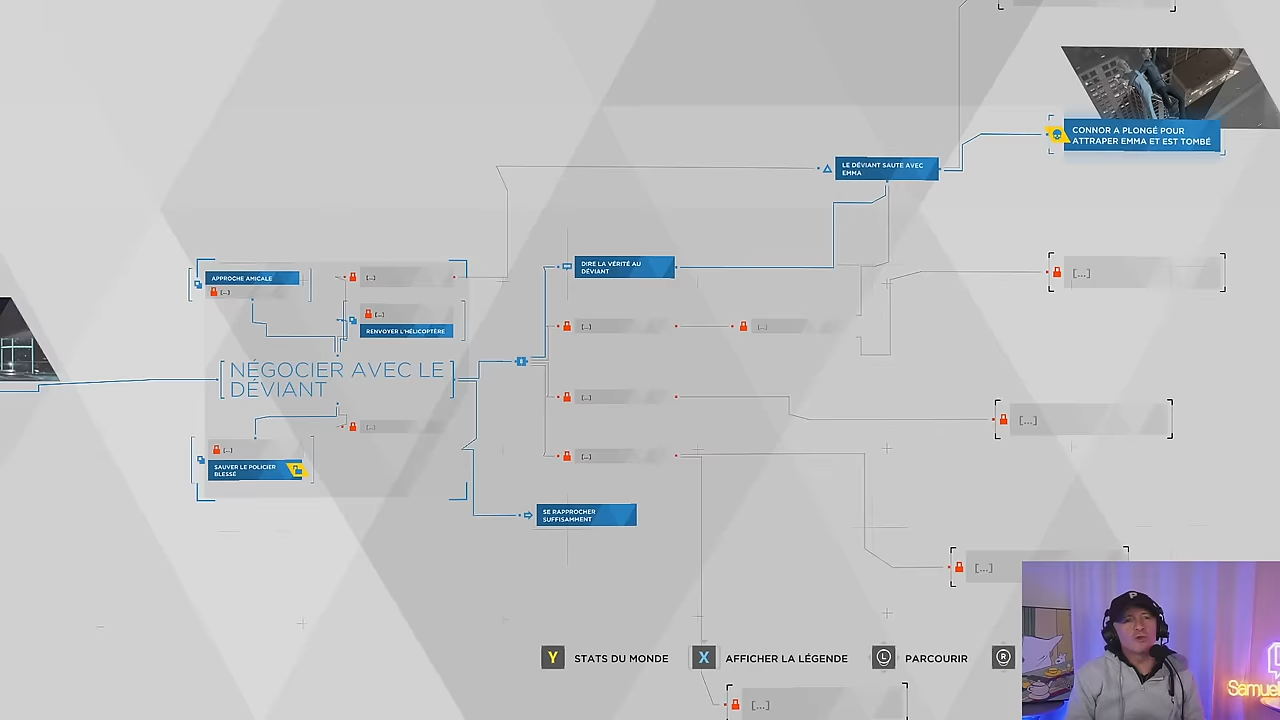 CONNOR A PLONGÉ POUR
ATTRAPER EMMA ET EST TOMBÉ
LE DÉVIANT SAUTE AVEC
EMMA
DIRE LA VÉRITÉ AU
DÉVIANT
[...]
APPROCHE AMICALE
[...]
[...]
[...]
RENVOYER L'HÉLICOPTÈRE
[...]
[...]
NÉGOCIER AVEC LE
DÉVIANT
[...]
[...]
[...]
[...]
SAUVER LE POLICIER
BLESSÉ
[...]
SE RAPPROCHER
SUFFISAMMENT
[...]
Y STATS DU MONDE
X AFFICHER LA LÉGENDE
L PARCOURIR
R
[...]
P
Samuel